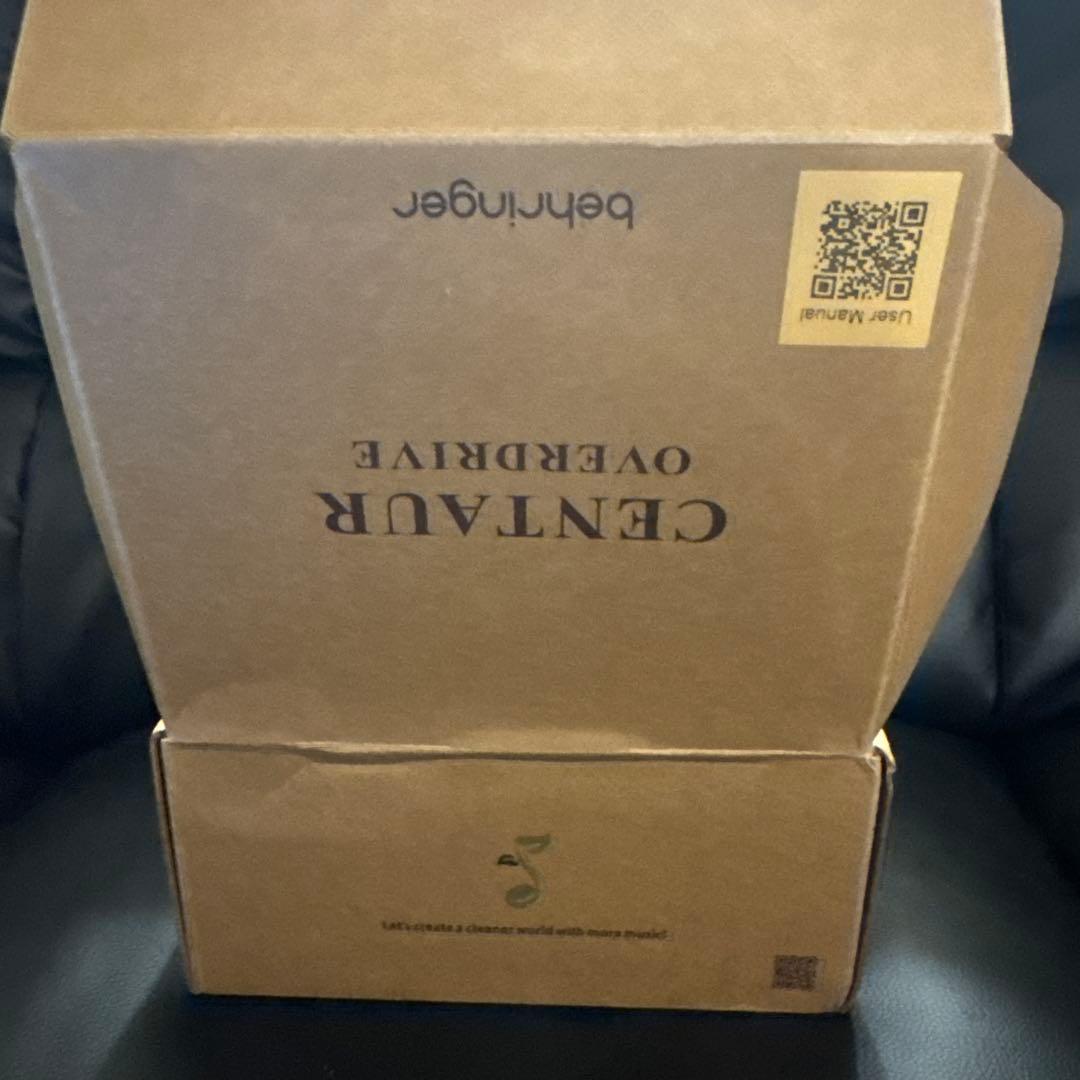 behringer
User Manual
CENTAUR
OVERDRIVE
Let's create a cleaner world with more music!